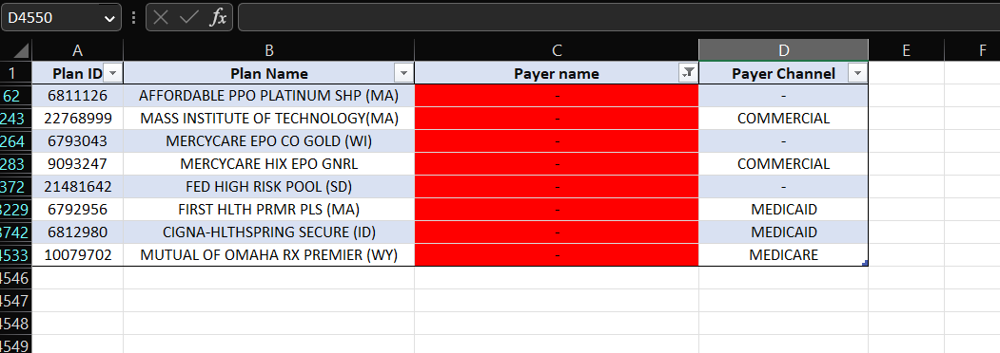 D4550 fx
A B C D E F
1 Plan ID Plan Name Payer name Payer Channel
62 6811126 AFFORDABLE PPO PLATINUM SHP (MA) - -
243 22768999 MASS INSTITUTE OF TECHNOLOGY(MA) - COMMERCIAL
264 6793043 MERCYCARE EPO CO GOLD (WI) - -
283 9093247 MERCYCARE HIX EPO GNRL - COMMERCIAL
372 21481642 FED HIGH RISK POOL (SD) - -
3229 6792956 FIRST HLTH PRMR PLS (MA) - MEDICAID
3742 6812980 CIGNA-HLTHSPRING SECURE (ID) - MEDICAID
4533 10079702 MUTUAL OF OMAHA RX PREMIER (WY) - MEDICARE
4546
4547
4548
4549